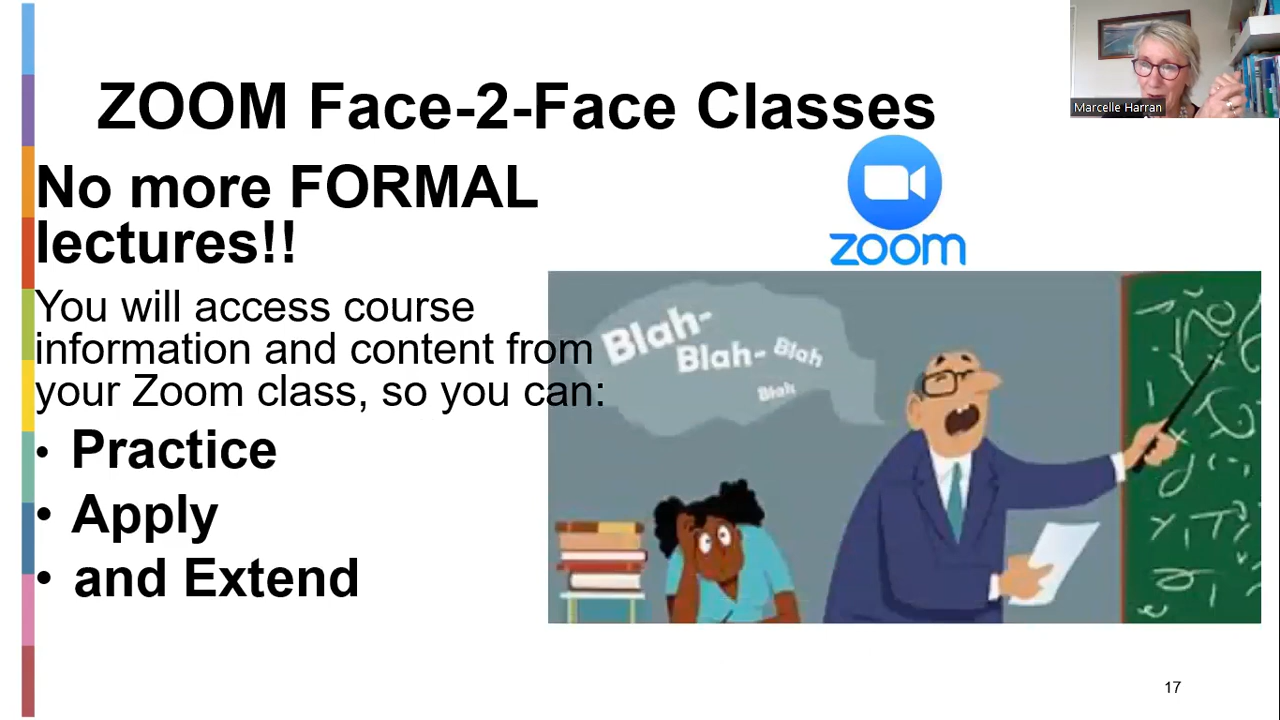 Marcelle Harran
ZOOM Face-2-Face Classes
No more FORMAL
lectures!!
zoom
You will access course
information and content from
your Zoom class, so you can:
• Practice
• Apply
• and Extend
Blah-
Blah- Blah
Blah
17